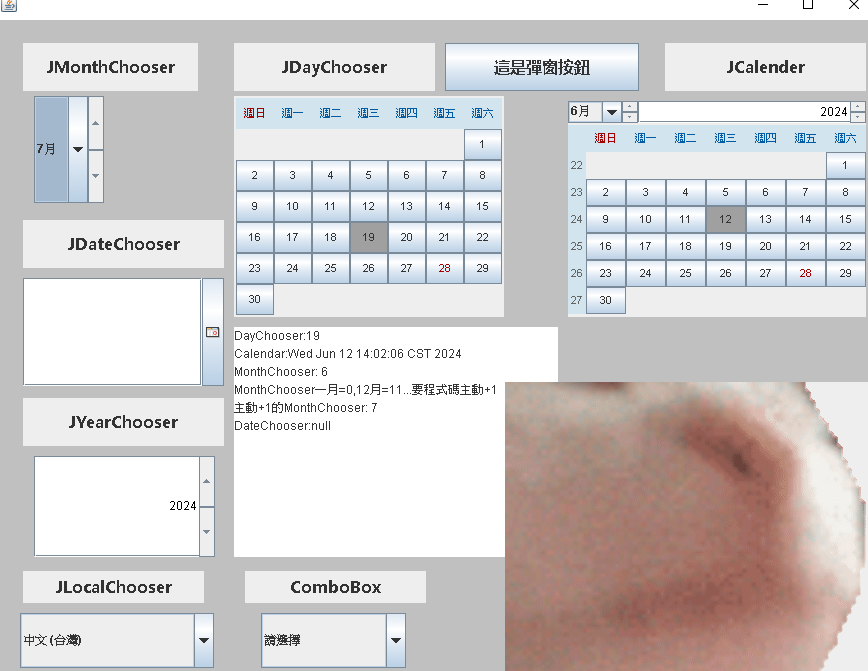 JMonthChooser
JDayChooser
這是彈窗按鈕
JCalender
7月
週日 週一 週二 週三 週四 週五 週六
1
2 3 4 5 6 7 8
9 10 11 12 13 14 15
16 17 18 19 20 21 22
23 24 25 26 27 28 29
30
6月 2024
週日 週一 週二 週三 週四 週五 週六
22 1
23 2 3 4 5 6 7 8
24 9 10 11 12 13 14 15
25 16 17 18 19 20 21 22
26 23 24 25 26 27 28 29
27 30
JDateChooser
DayChooser:19
Calendar:Wed Jun 12 14:02:06 CST 2024
MonthChooser: 6
MonthChooser一月=0,12月=11...要程式碼主動+1
主動+1的MonthChooser: 7
DateChooser:null
JYearChooser
2024
JLocalChooser
ComboBox
中文 (台灣)
請選擇